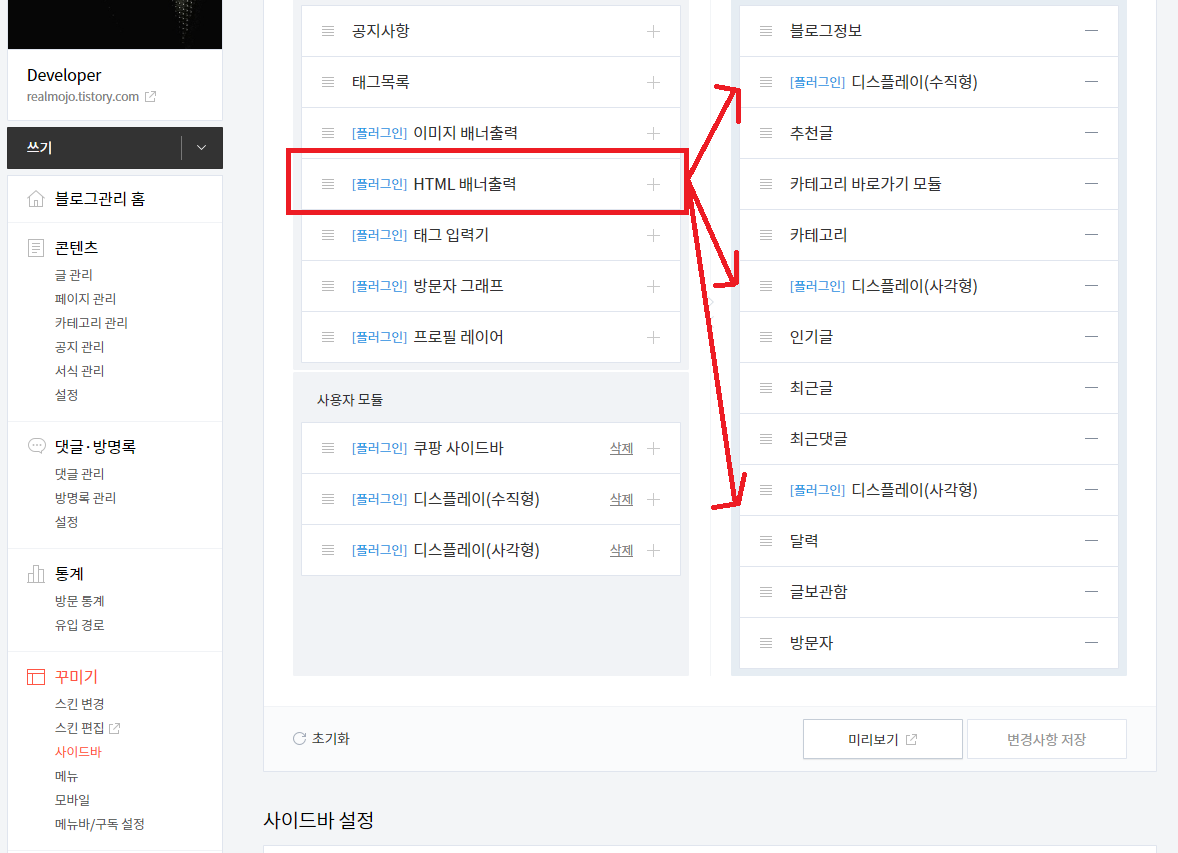 Developer
realmojo.tistory.com
쓰기
블로그관리 홈
콘텐츠
글 관리
페이지 관리
카테고리 관리
공지 관리
서식 관리
설정
댓글·방명록
댓글 관리
방명록 관리
설정
통계
방문 통계
유입 경로
꾸미기
스킨 변경
스킨 편집
사이드바
메뉴
모바일
메뉴바/구독 설정
공지사항
태그목록
[플러그인] 이미지 배너출력
[플러그인] HTML 배너출력
[플러그인] 태그 입력기
[플러그인] 방문자 그래프
[플러그인] 프로필 레이어
사용자 모듈
[플러그인] 쿠팡 사이드바 삭제
[플러그인] 디스플레이(수직형) 삭제
[플러그인] 디스플레이(사각형) 삭제
블로그정보
[플러그인] 디스플레이(수직형)
추천글
카테고리 바로가기 모듈
카테고리
[플러그인] 디스플레이(사각형)
인기글
최근글
최근댓글
[플러그인] 디스플레이(사각형)
달력
글보관함
방문자
초기화
미리보기
변경사항 저장
사이드바 설정